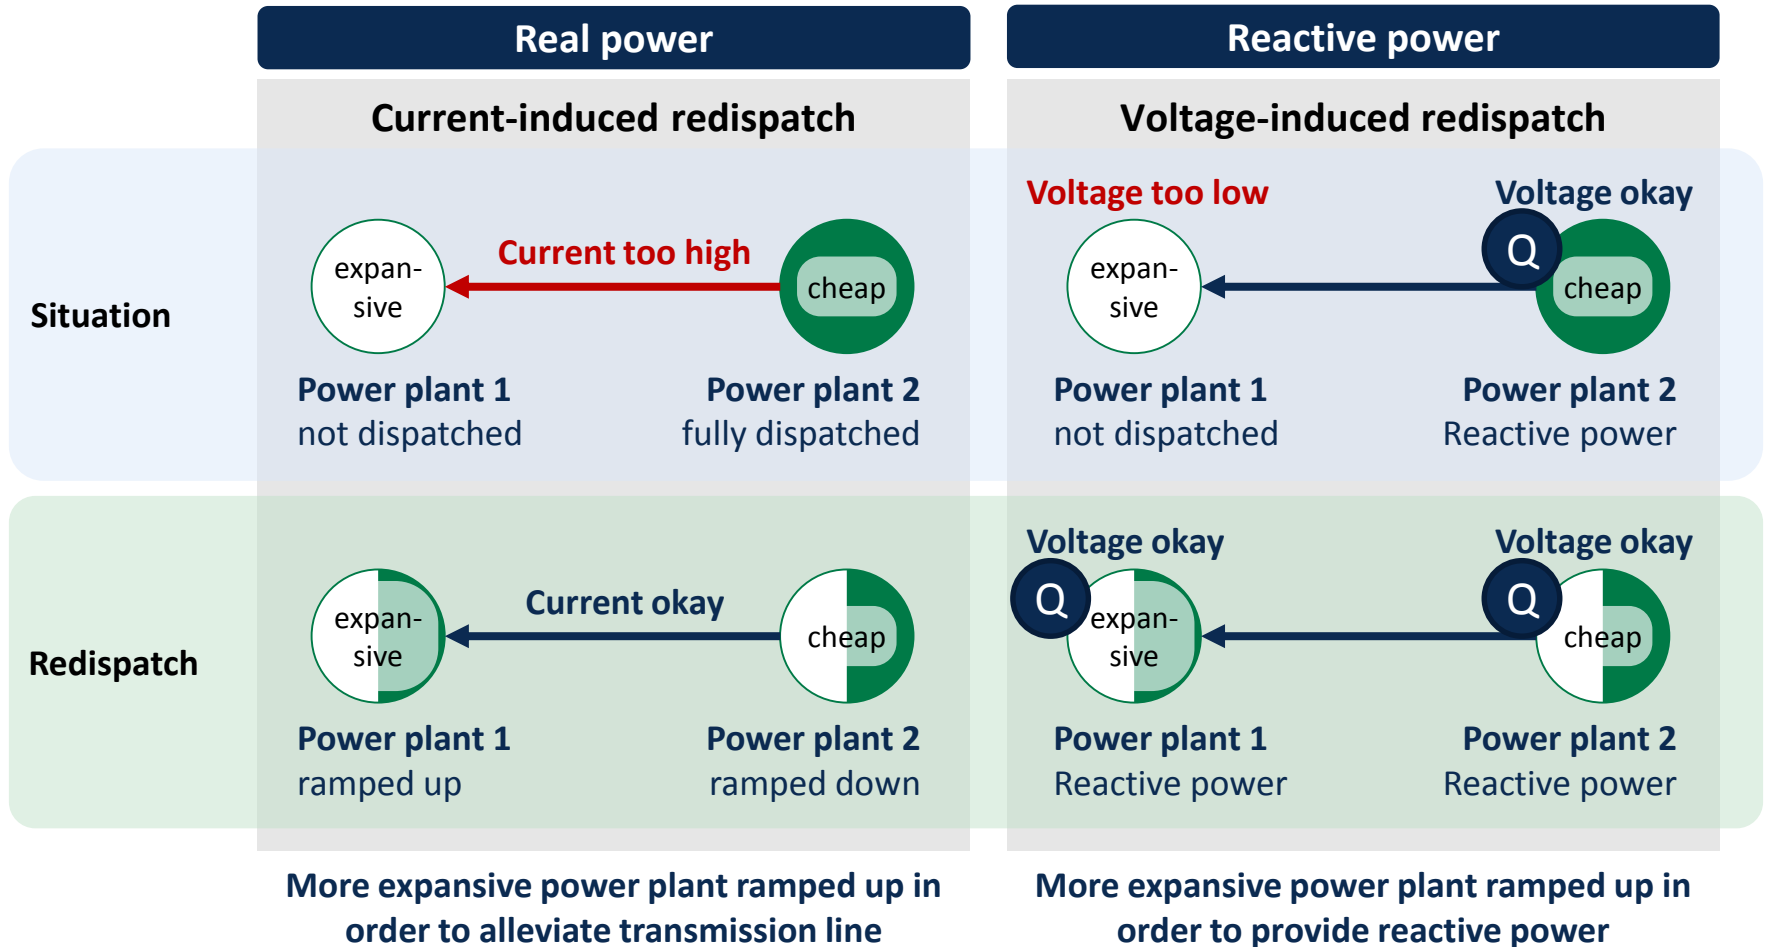 Real power
Reactive power
Current-induced redispatch
Voltage-induced redispatch
Situation
Current too high
expan-
sive
cheap
Power plant 1
not dispatched
Power plant 2
fully dispatched
Voltage too low
Voltage okay
Q
expan-
sive
cheap
Power plant 1
not dispatched
Power plant 2
Reactive power
Redispatch
Current okay
expan-
sive
cheap
Power plant 1
ramped up
Power plant 2
ramped down
Voltage okay
Voltage okay
Q
expan-
sive
Q
cheap
Power plant 1
Reactive power
Power plant 2
Reactive power
More expansive power plant ramped up in
order to alleviate transmission line
More expansive power plant ramped up in
order to provide reactive power